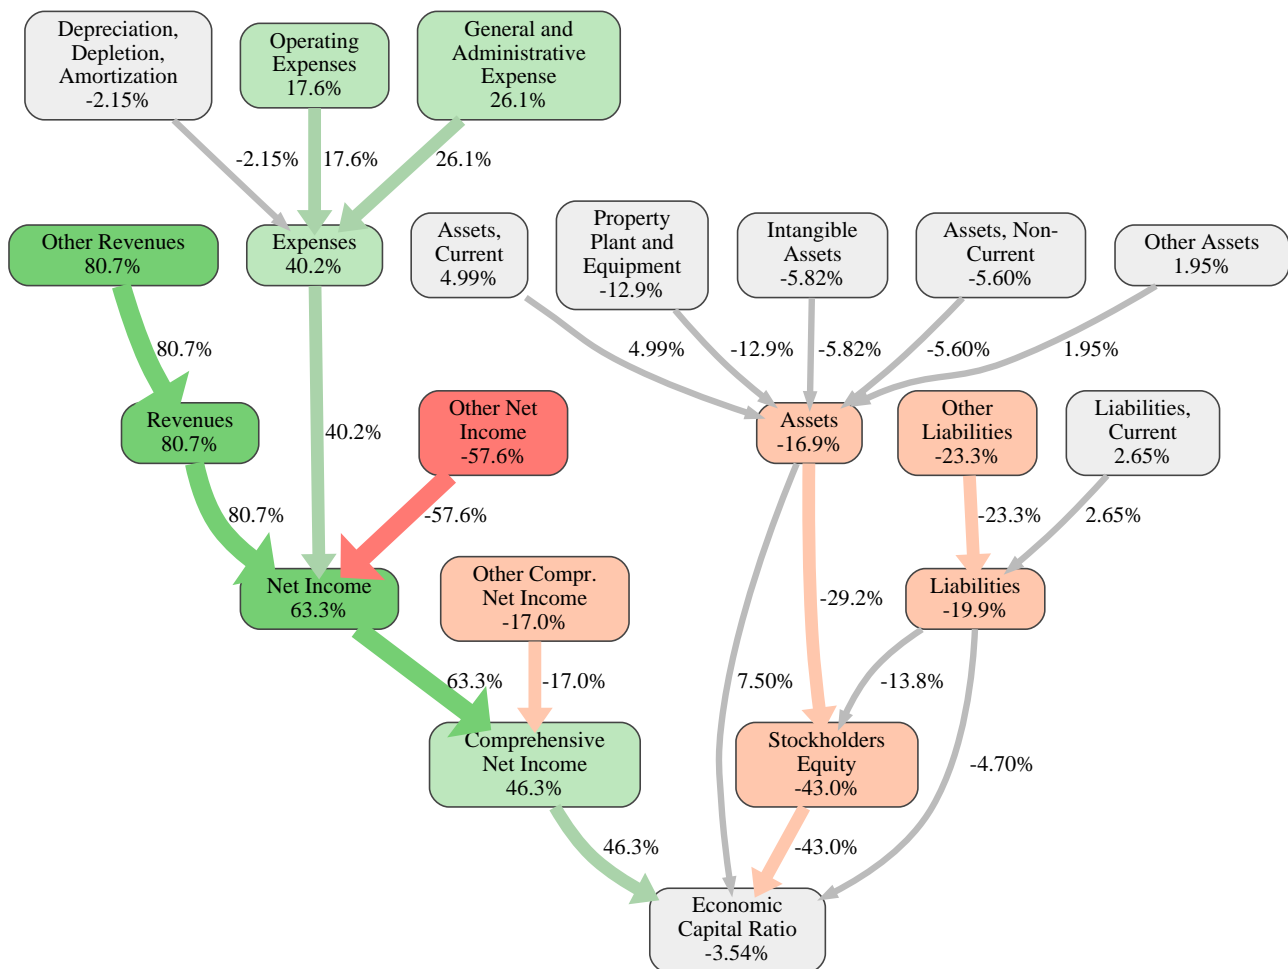 Depreciation,
Depletion,
Amortization
-2.15%
Operating
Expenses
17.6%
General and
Administrative
Expense
26.1%
-2.15%
17.6%
26.1%
Other Revenues
80.7%
Expenses
40.2%
Assets,
Current
4.99%
Property
Plant and
Equipment
-12.9%
Intangible
Assets
-5.82%
Assets, Non-
Current
-5.60%
Other Assets
1.95%
80.7%
4.99%
-12.9%
-5.82%
-5.60%
1.95%
Revenues
80.7%
40.2%
Other Net
Income
-57.6%
Assets
-16.9%
Other
Liabilities
-23.3%
Liabilities,
Current
2.65%
80.7%
-57.6%
-23.3%
2.65%
Net Income
63.3%
Other Compr.
Net Income
-17.0%
-29.2%
Liabilities
-19.9%
63.3%
-17.0%
7.50%
-13.8%
Comprehensive
Net Income
46.3%
Stockholders
Equity
-43.0%
-4.70%
46.3%
-43.0%
Economic
Capital Ratio
-3.54%